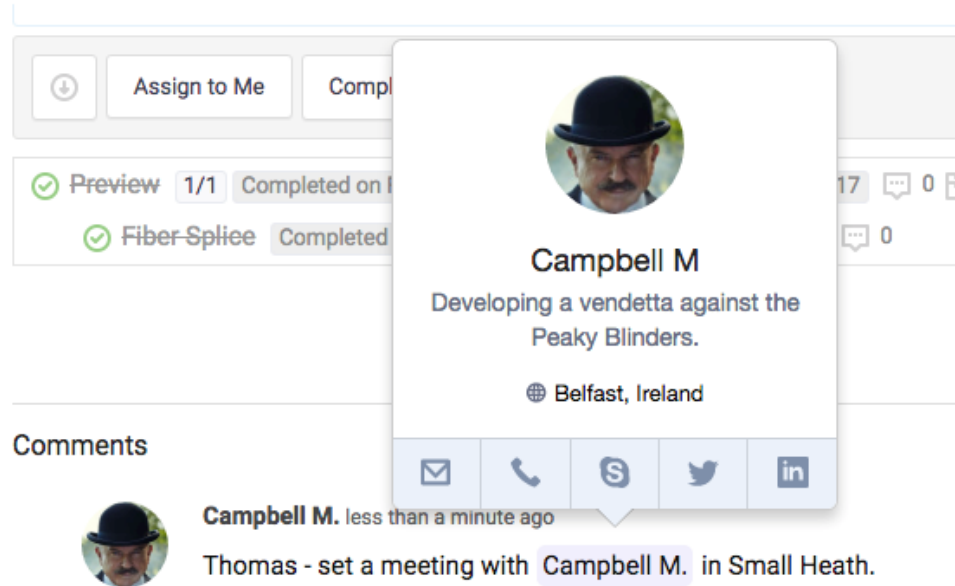 Assign to Me
Preview 1/1 Completed on 17 0
Fiber Splice Completed 0
Campbell M
Developing a vendetta against the
Peaky Blinders.
Belfast, Ireland
in
Comments
Campbell M. less than a minute ago
Thomas - set a meeting with Campbell M. in Small Heath.